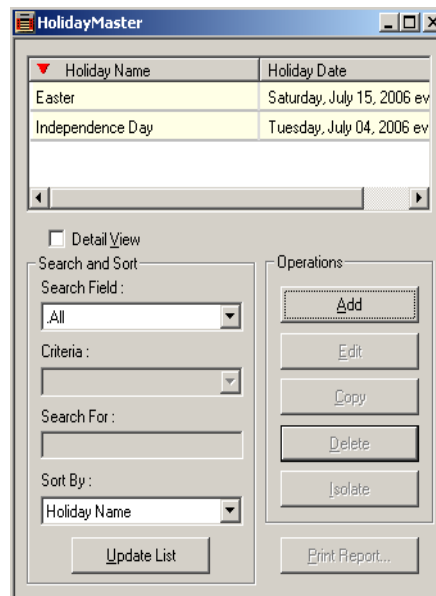 HolidayMaster
Holiday Name Holiday Date
Easter Saturday, July 15, 2006 ev
Independence Day Tuesday, July 04, 2006 ev
Detail View
Search and Sort
Search Field :
.All
Criteria :
Search For :
Sort By :
Holiday Name
Update List
Operations
Add
Edit
Copy
Delete
Isolate
Print Report...